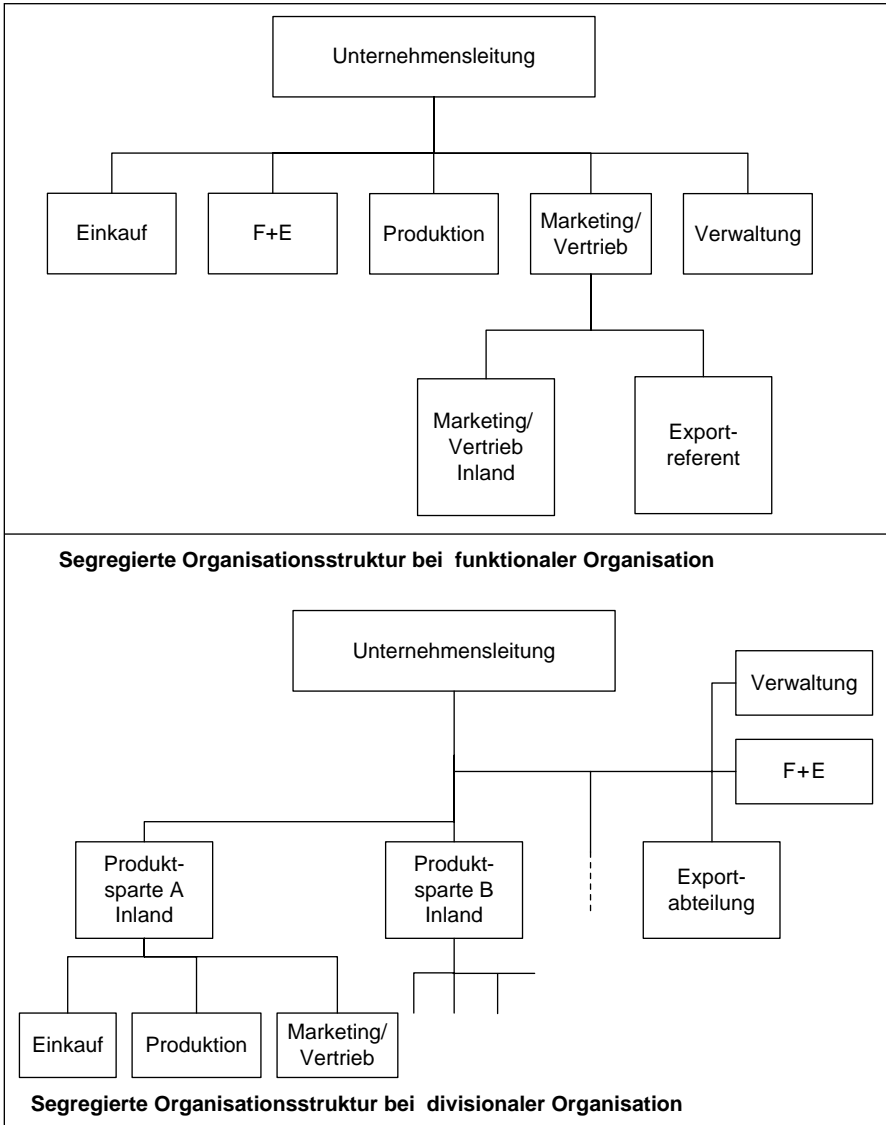 Unternehmensleitung
Einkauf
F+E
Produktion
Marketing/
Vertrieb
Verwaltung
Marketing/
Vertrieb
Inland
Export-
referent
Segregierte Organisationsstruktur bei funktionaler Organisation
Unternehmensleitung
Verwaltung
F+E
Produkt-
sparte A
Inland
Produkt-
sparte B
Inland
Export-
abteilung
Einkauf
Produktion
Marketing/
Vertrieb
Segregierte Organisationsstruktur bei divisionaler Organisation